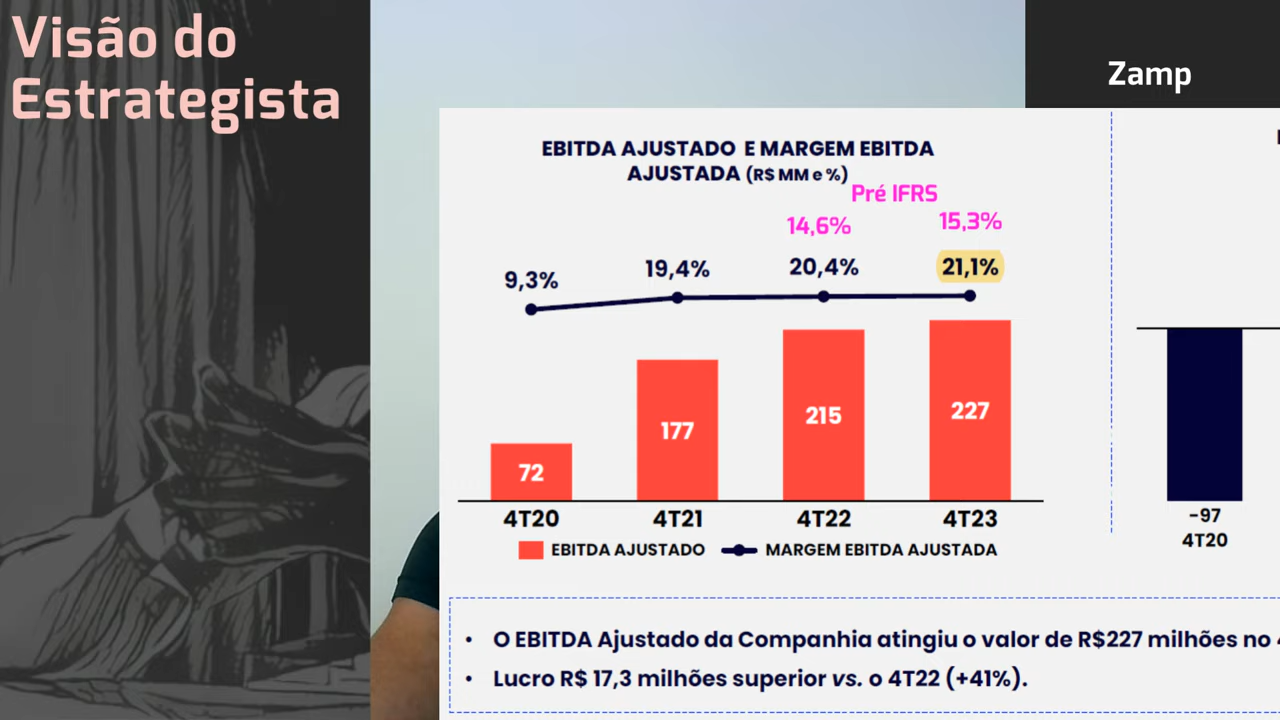 Visão do
Estrategista
Zamp
EBITDA AJUSTADO E MARGEM EBITDA
AJUSTADA (R$ MM e %)
Pré IFRS
14,6%
15,3%
9,3%
19,4%
20,4%
21,1%
72
177
215
227
4T20
4T21
4T22
4T23
EBITDA AJUSTADO
MARGEM EBITDA AJUSTADA
-97
4T20
• O EBITDA Ajustado da Companhia atingiu o valor de R$227 milhões no
• Lucro R$ 17,3 milhões superior vs. o 4T22 (+41%).